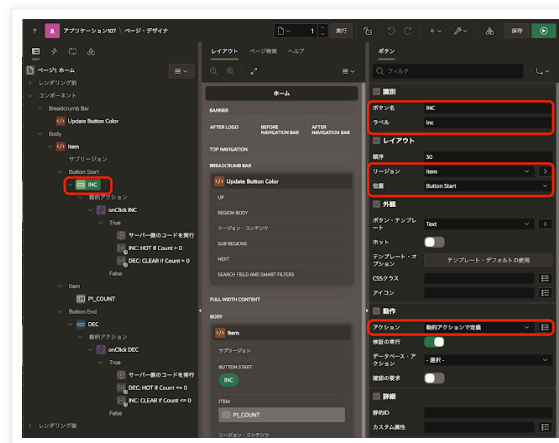 アプリケーション107 \ ページ・デザイナ
1
実行
保存
ページ1: ホーム
レンダリング前
コンポーネント
Breadcrumb Bar
Update Button Color
Body
Item
サブリージョン
Button Start
INC
動的アクション
onClick INC
True
サーバー側のコードを実行
INC: HOT if Count > 0
DEC: CLEAR if Count > 0
False
Item
P1_COUNT
Button End
DEC
動的アクション
onClick DEC
True
サーバー側のコードを実行
DEC: HOT if Count <= 0
INC: CLEAR if Count <= 0
False
レンダリング後
レイアウト
ページ検索
ヘルプ
ホーム
BANNER
AFTER LOGO
BEFORE NAVIGATION BAR
AFTER NAVIGATION BAR
TOP NAVIGATION
BREADCRUMB BAR
Update Button Color
UP
REGION BODY
リージョン・コンテンツ
SUB REGIONS
NEXT
SEARCH FIELD AND SMART FILTERS
FULL WIDTH CONTENT
BODY
Item
サブリージョン
BUTTON START
INC
ITEM
P1_COUNT
リージョン・コンテンツ
ボタン
フィルタ
識別
ボタン名
INC
ラベル
Inc
レイアウト
順序
30
リージョン
Item
位置
Button Start
外観
ボタン・テンプレート
Text
ホット
テンプレート・オプション
テンプレート・デフォルトの使用
CSSクラス
アイコン
動作
アクション
動的アクションで定義
検証の実行
データベース・アクション
- 選択 -
確認の要求
詳細
静的ID
カスタム属性